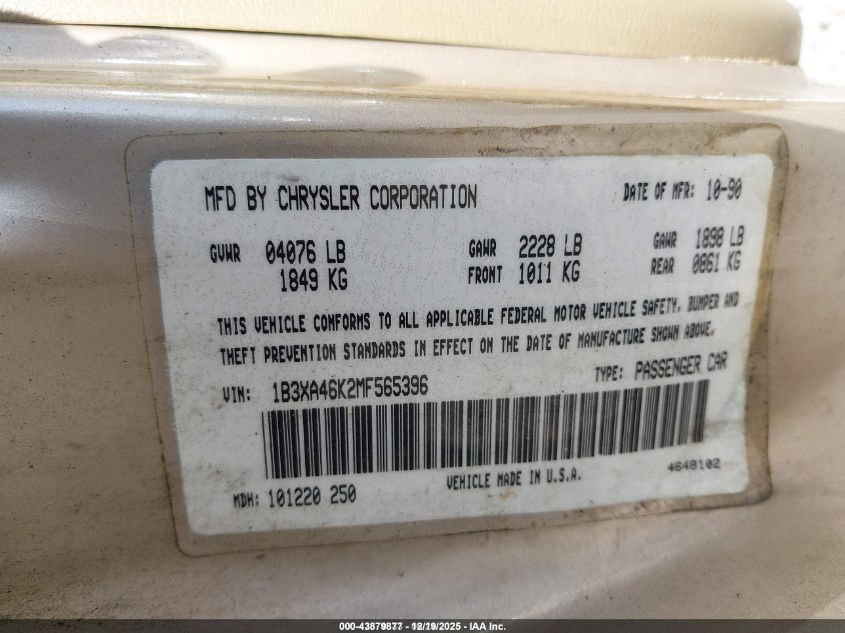 MFD BY CHRYSLER CORPORATION DATE OF MFR: 10-90
GVWR 04076 LB GAWR 2228 LB GAWR 1898 LB
1849 KG FRONT 1011 KG REAR 0861 KG
THIS VEHICLE CONFORMS TO ALL APPLICABLE FEDERAL MOTOR VEHICLE SAFETY, BUMPER AND
THEFT PREVENTION STANDARDS IN EFFECT ON THE DATE OF MANUFACTURE SHOWN ABOVE.
VIN: 1B3XA46K2MF565396 TYPE: PASSENGER CAR
MDH: 101220 250 VEHICLE MADE IN U.S.A. 4648102
000-43879877 - 12/19/2025 - IAA Inc.